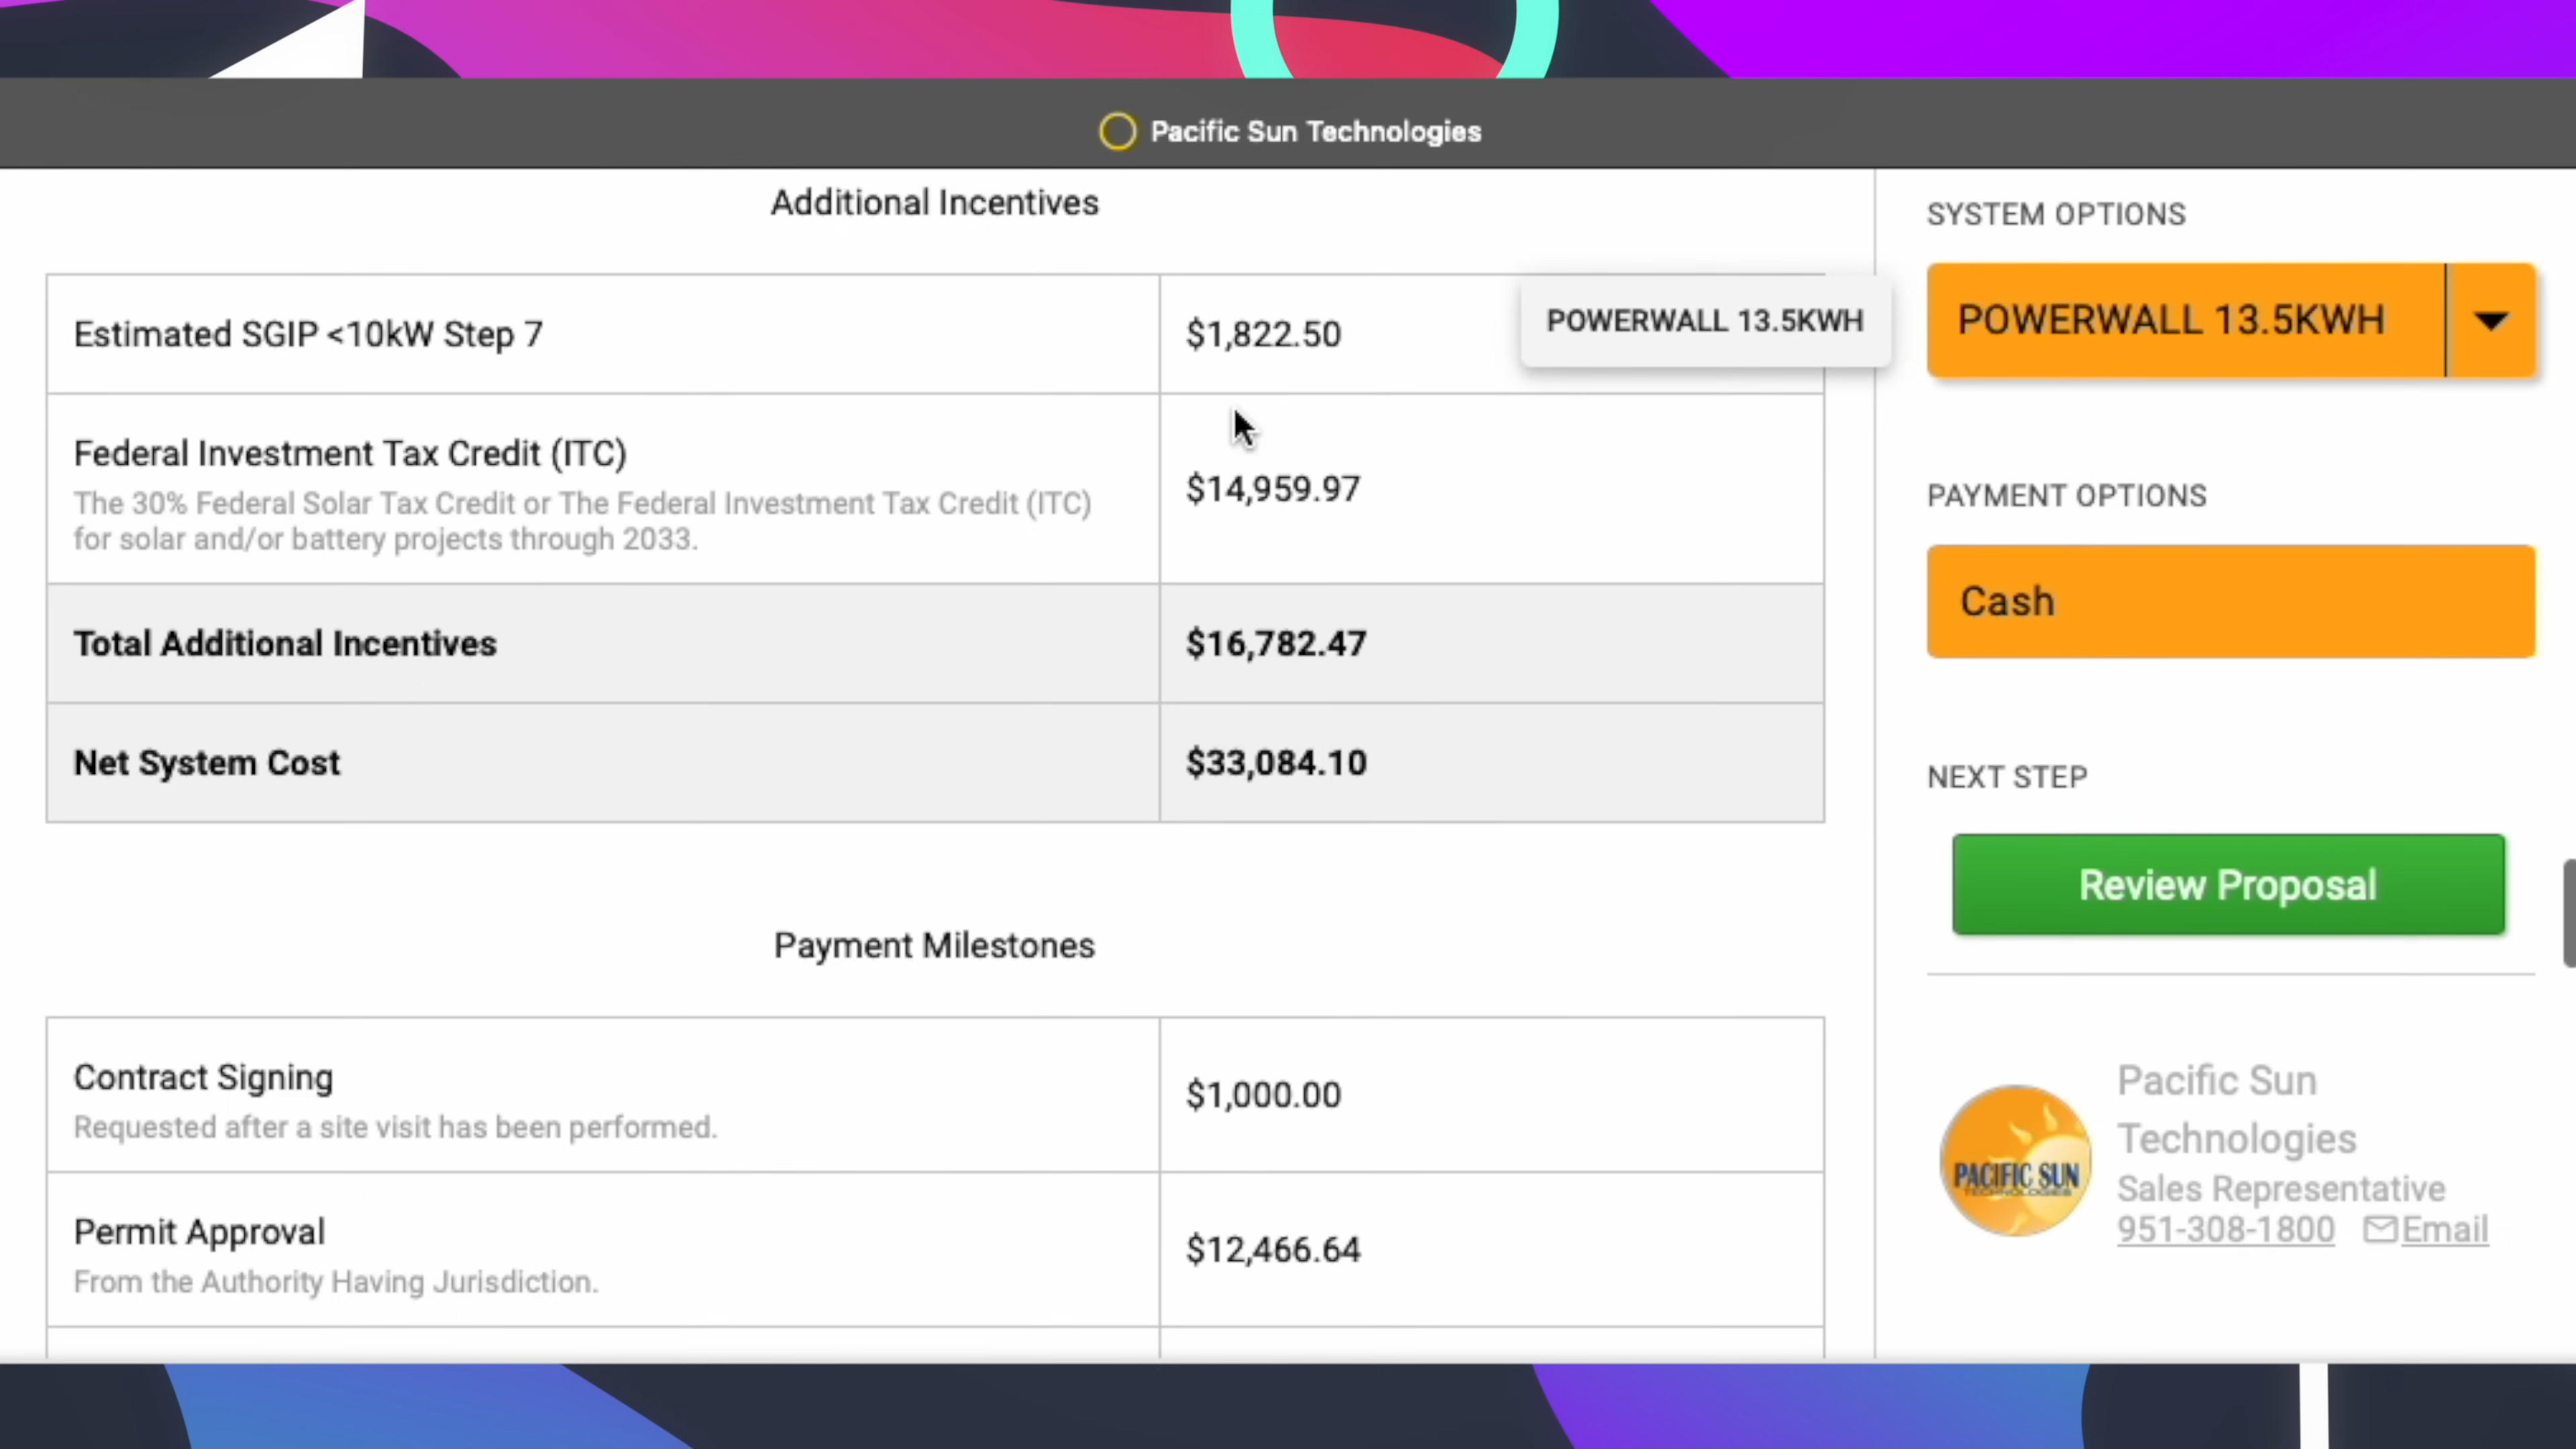 Pacific Sun Technologies
Additional Incentives
Estimated SGIP <10kW Step 7
$1,822.50
POWERWALL 13.5KWH
Federal Investment Tax Credit (ITC)
The 30% Federal Solar Tax Credit or The Federal Investment Tax Credit (ITC)
for solar and/or battery projects through 2033.
$14,959.97
Total Additional Incentives
$16,782.47
Net System Cost
$33,084.10
Payment Milestones
Contract Signing
Requested after a site visit has been performed.
$1,000.00
Permit Approval
From the Authority Having Jurisdiction.
$12,466.64
SYSTEM OPTIONS
POWERWALL 13.5KWH
PAYMENT OPTIONS
Cash
NEXT STEP
Review Proposal
PACIFIC SUN
TECHNOLOGIES
Pacific Sun
Technologies
Sales Representative
951-308-1800 Email